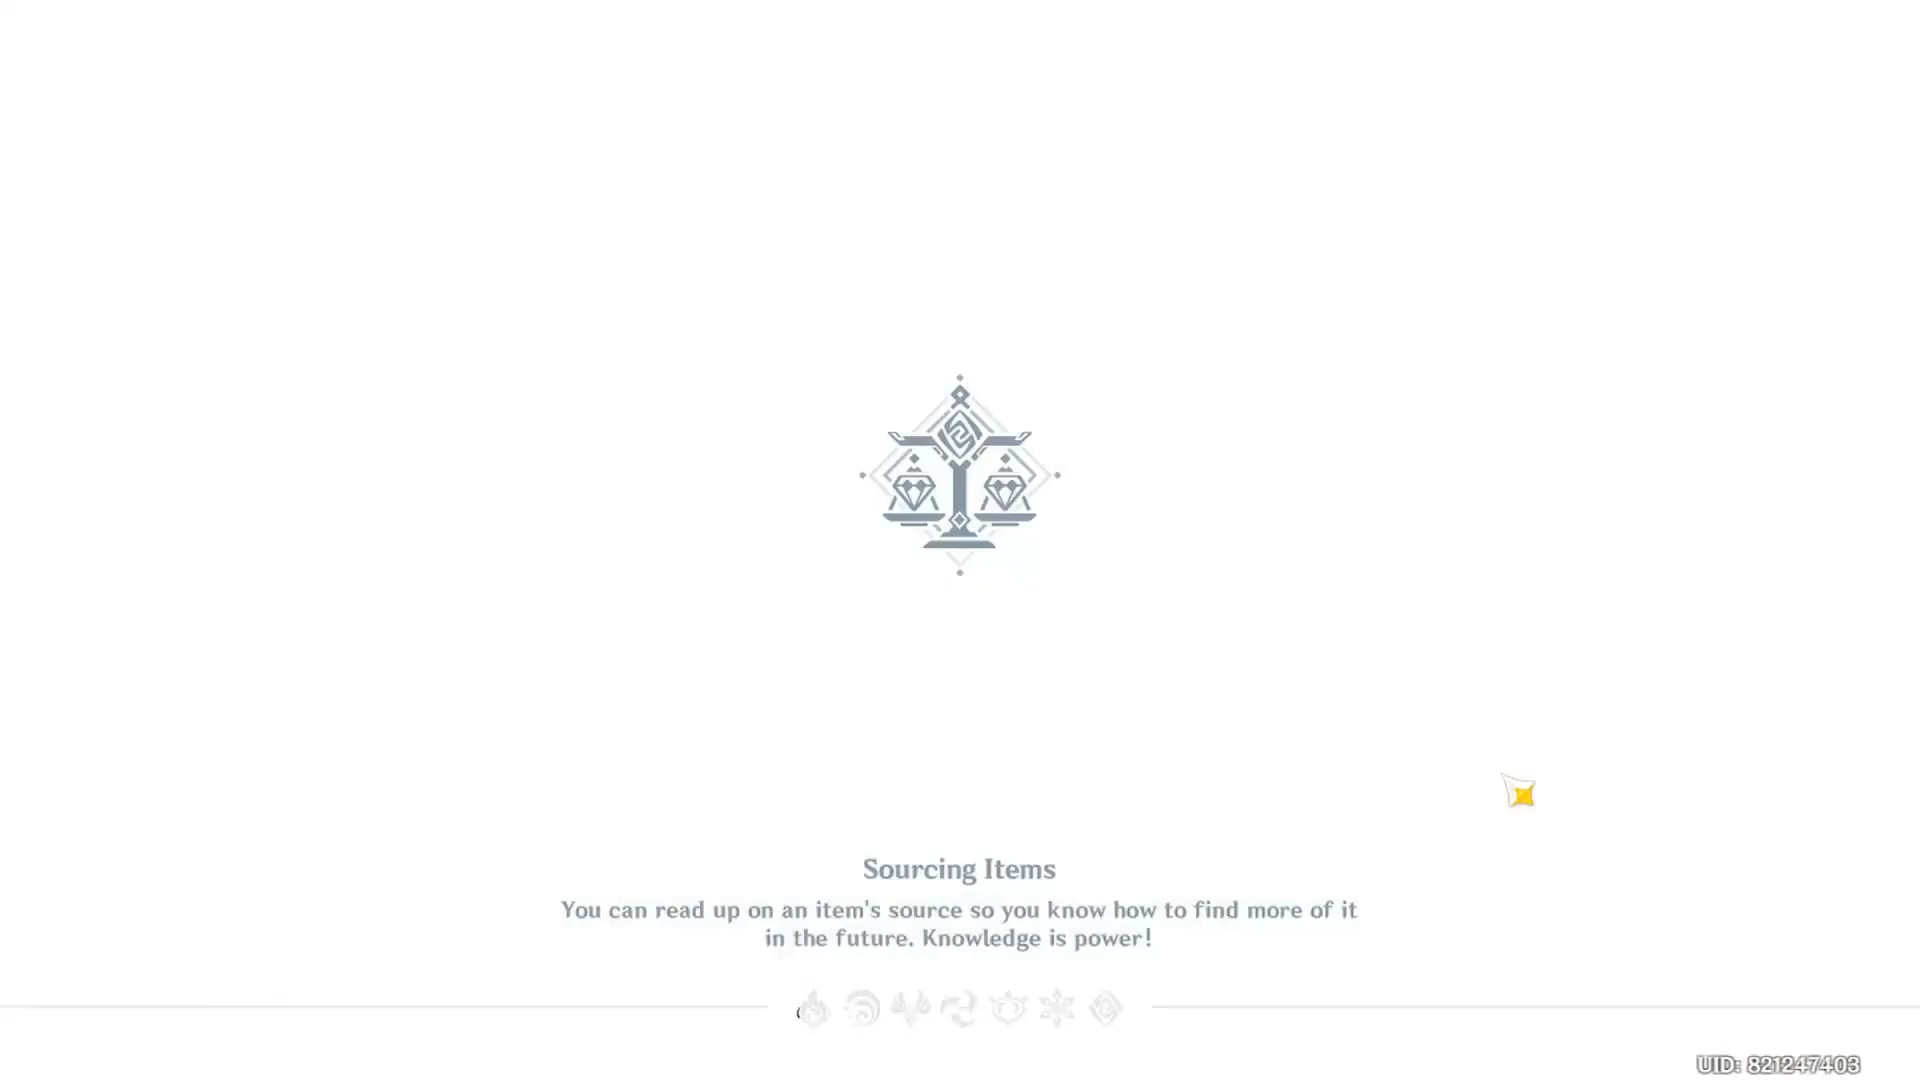 Sourcing Items
You can read up on an item's source so you know how to find more of it
in the future. Knowledge is power!
UID: 821247403